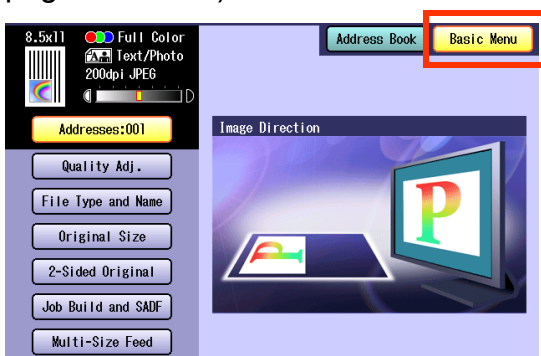 8.5x11
Full Color
Text/Photo
200dpi JPEG
Address Book
Basic Menu
Addresses:001
Image Direction
Quality Adj.
File Type and Name
Original Size
2-Sided Original
Job Build and SADF
Multi-Size Feed
P
P